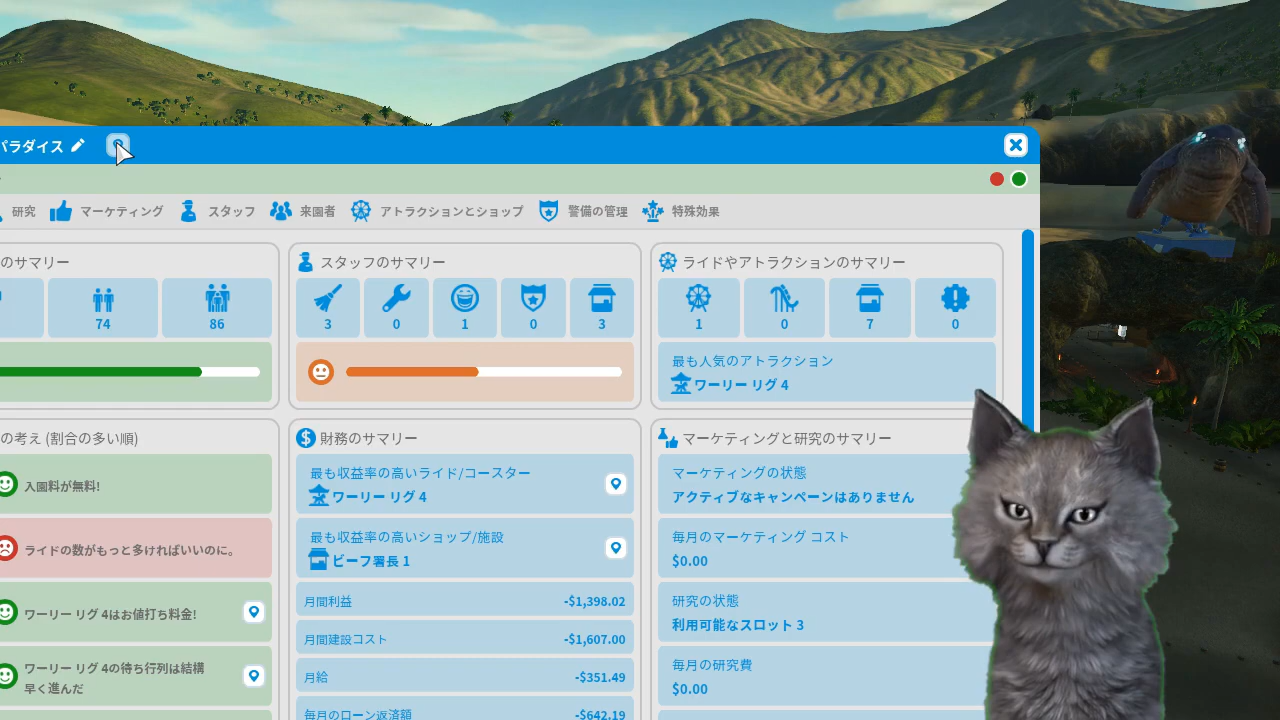 パラダイス
研究
マーケティング
スタッフ
来園者
アトラクションとショップ
警備の管理
特殊効果
のサマリー
74
86
の考え (割合の多い順)
入園料が無料!
ライドの数がもっと多ければいいのに。
ワーリー リグ 4はお値打ち料金!
ワーリー リグ 4の待ち行列は結構
早く進んだ
スタッフのサマリー
3
0
1
0
3
財務のサマリー
最も収益率の高いライド/コースター
ワーリー リグ 4
最も収益率の高いショップ/施設
ビーフ署長 1
月間利益
-$1,398.02
月間建設コスト
-$1,607.00
月給
-$351.49
毎月のローン返済額
-$642.19
ライドやアトラクションのサマリー
1
0
7
0
最も人気のアトラクション
ワーリー リグ 4
マーケティングと研究のサマリー
マーケティングの状態
アクティブなキャンペーンはありません
毎月のマーケティング コスト
$0.00
研究の状態
利用可能なスロット 3
毎月の研究費
$0.00